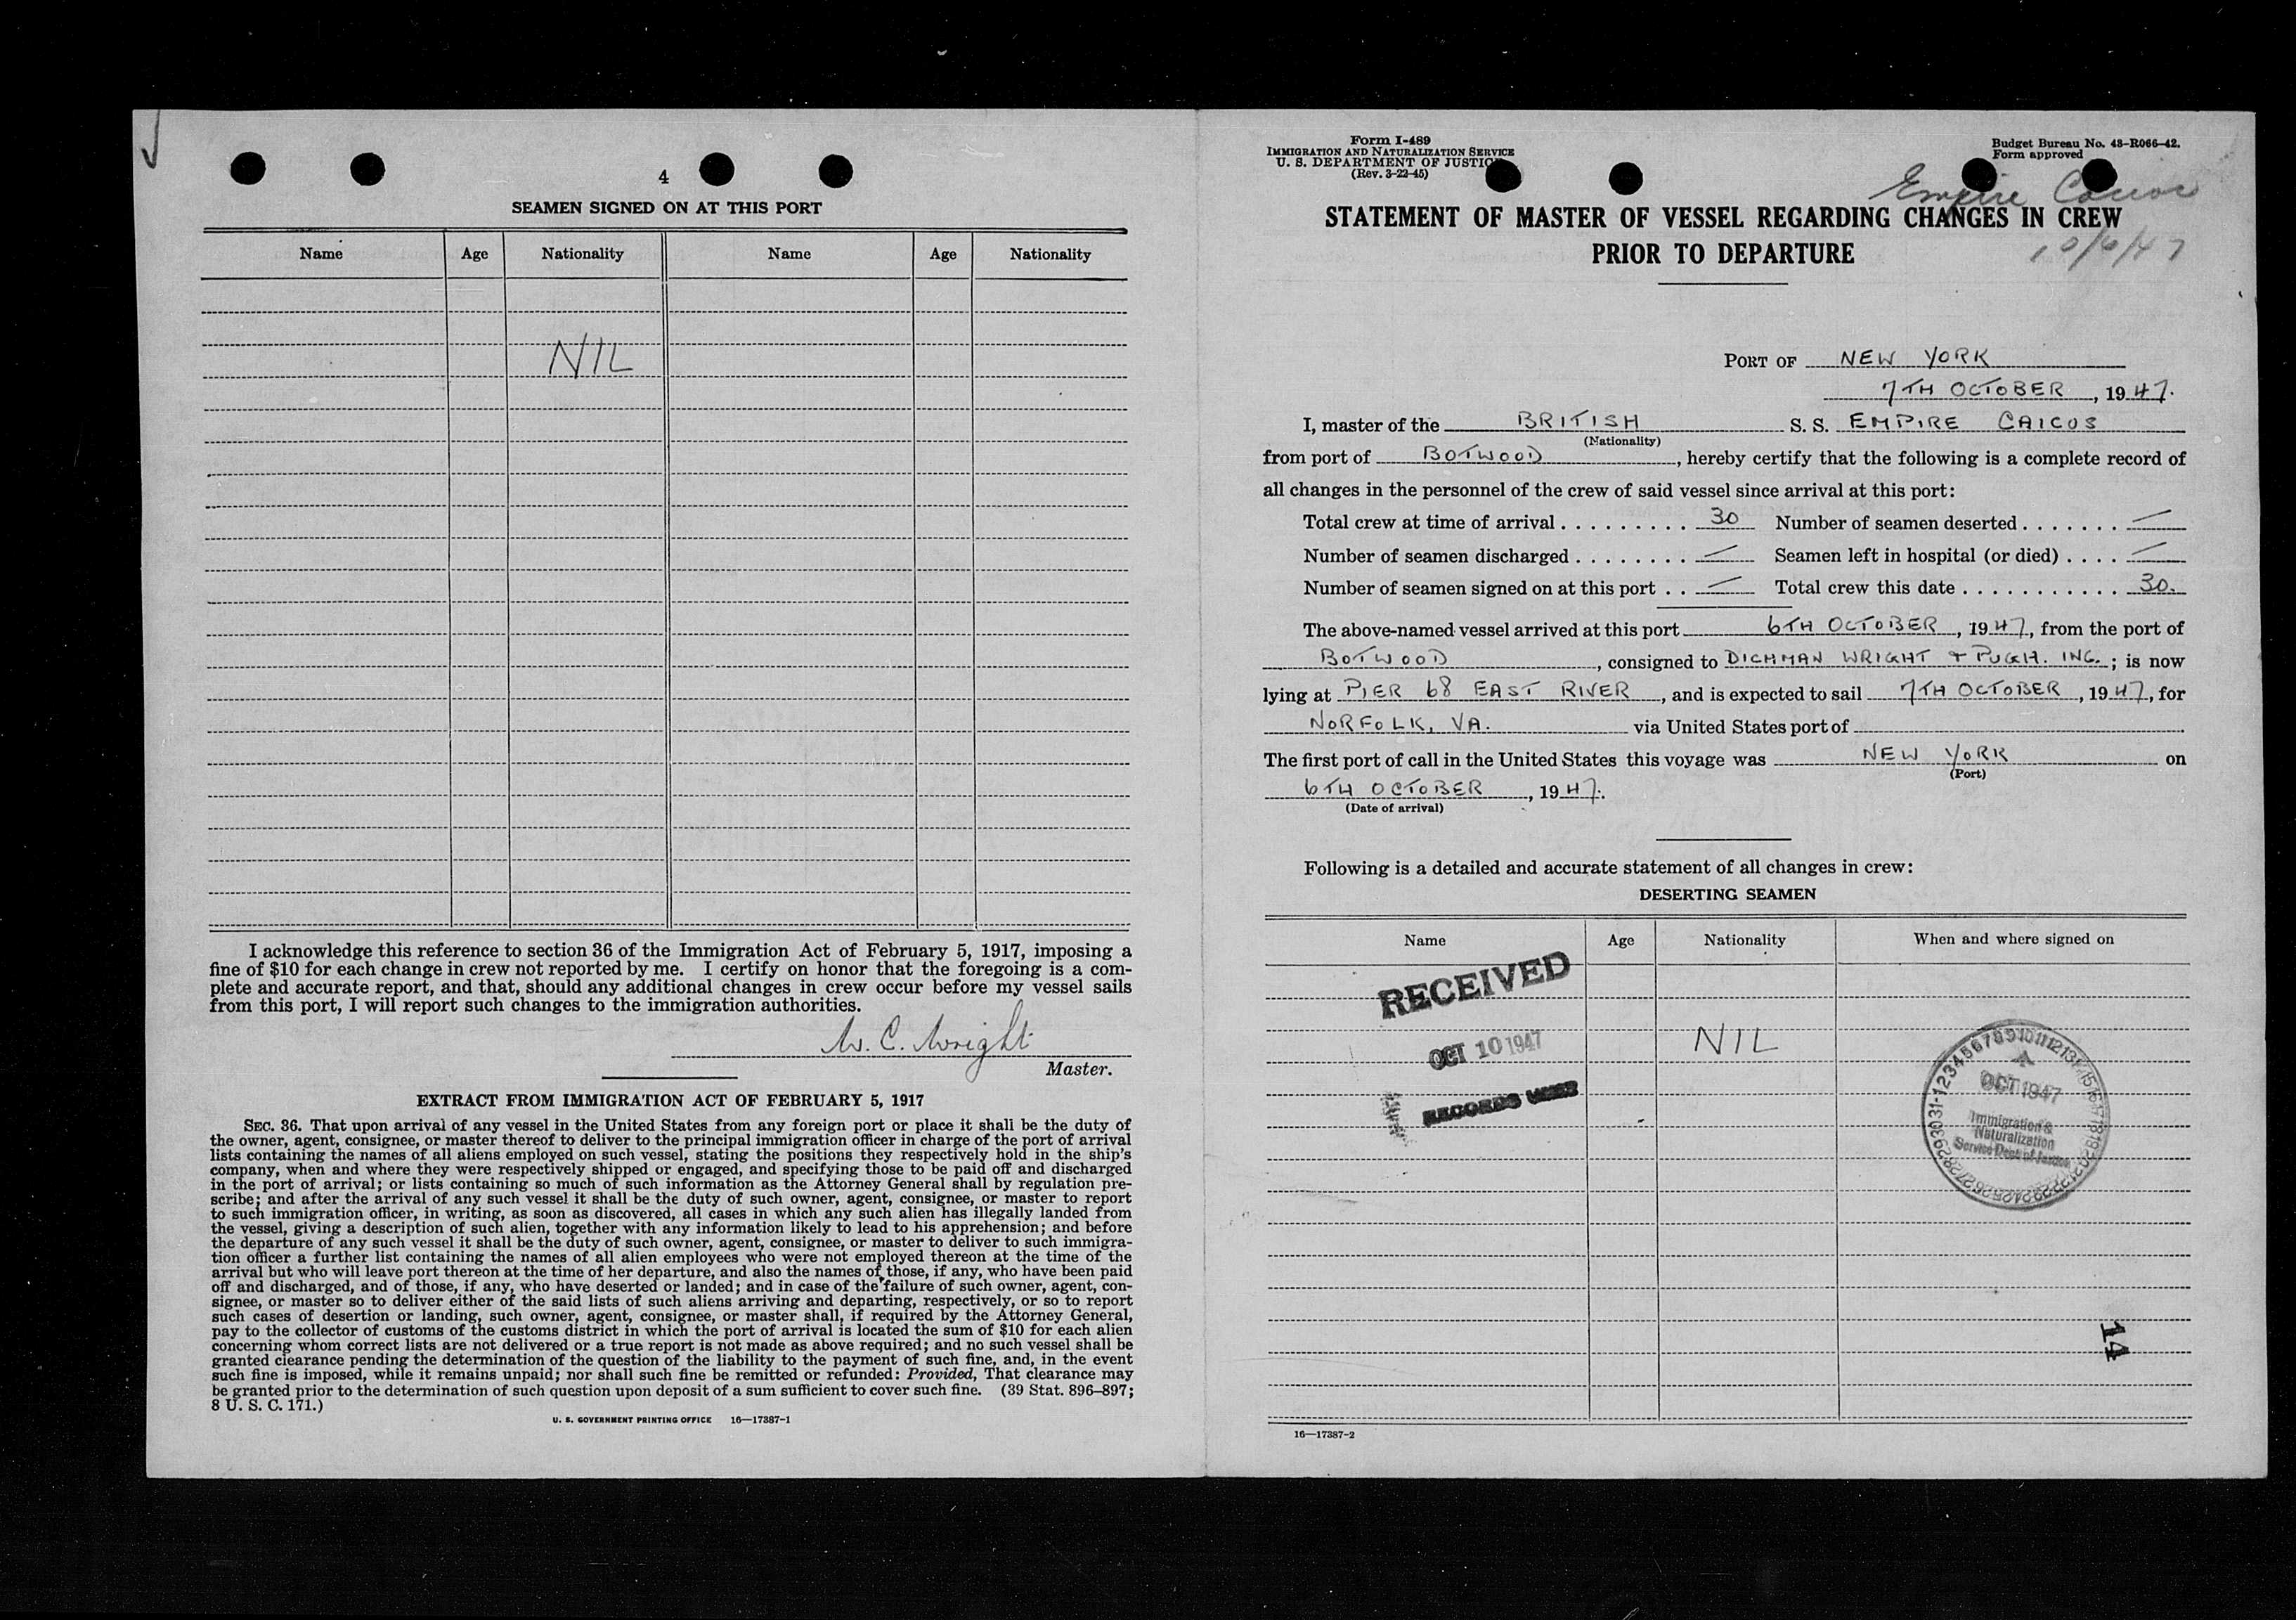 4
SEAMEN SIGNED ON AT THIS PORT
Name Age Nationality Name Age Nationality
NIL
I acknowledge this reference to section 36 of the Immigration Act of February 5, 1917, imposing a
fine of $10 for each change in crew not reported by me. I certify on honor that the foregoing is a com-
plete and accurate report, and that, should any additional changes in crew occur before my vessel sails
from this port, I will report such changes to the immigration authorities.
W. C. Wright
Master.
EXTRACT FROM IMMIGRATION ACT OF FEBRUARY 5, 1917
SEC. 36. That upon arrival of any vessel in the United States from any foreign port or place it shall be the duty of
the owner, agent, consignee, or master thereof to deliver to the principal immigration officer in charge of the port of arrival
lists containing the names of all aliens employed on such vessel, stating the positions they respectively hold in the ship's
company, when and where they were respectively shipped or engaged, and specifying those to be paid off and discharged
in the port of arrival; or lists containing so much of such information as the Attorney General shall by regulation pre-
scribe; and after the arrival of any such vessel it shall be the duty of such owner, agent, consignee, or master to report
to such immigration officer, in writing, as soon as discovered, all cases in which any such alien has illegally landed from
the vessel, giving a description of such alien, together with any information likely to lead to his apprehension; and before
the departure of any such vessel it shall be the duty of such owner, agent, consignee, or master to deliver to such immigra-
tion officer a further list containing the names of all alien employees who were not employed thereon at the time of the
arrival but who will leave port thereon at the time of her departure, and also the names of those, if any, who have been paid
off and discharged, and of those, if any, who have deserted or landed; and in case of the failure of such owner, agent, con-
signee, or master so to deliver either of the said lists of such aliens arriving and departing, respectively, or so to report
such cases of desertion or landing, such owner, agent, consignee, or master shall, if required by the Attorney General,
pay to the collector of customs of the customs district in which the port of arrival is located the sum of $10 for each alien
concerning whom correct lists are not delivered or a true report is not made as above required; and no such vessel shall be
granted clearance pending the determination of the question of the liability to the payment of such fine, and, in the event
such fine is imposed, while it remains unpaid; nor shall such fine be remitted or refunded: Provided, That clearance may
be granted prior to the determination of such question upon deposit of a sum sufficient to cover such fine. (39 Stat. 896–897;
8 U. S. C. 171.)
U. S. GOVERNMENT PRINTING OFFICE 16—17387-1
Form I-489
IMMIGRATION AND NATURALIZATION SERVICE
U. S. DEPARTMENT OF JUSTICE
(Rev. 3-22-45)
Budget Bureau No. 43-R066-42.
Form approved
Empire Caicos
STATEMENT OF MASTER OF VESSEL REGARDING CHANGES IN CREW
PRIOR TO DEPARTURE
10/6/47
PORT OF NEW YORK
7TH OCTOBER, 1947.
I, master of the BRITISH S. S. EMPIRE CAICOS
(Nationality)
from port of BOTWOOD, hereby certify that the following is a complete record of
all changes in the personnel of the crew of said vessel since arrival at this port:
Total crew at time of arrival . . . . . . . . . 30 Number of seamen deserted . . . . . . . —
Number of seamen discharged . . . . . . . . — Seamen left in hospital (or died) . . . . —
Number of seamen signed on at this port . . — Total crew this date . . . . . . . . . . . 30.
The above-named vessel arrived at this port 6TH OCTOBER, 1947, from the port of
BOTWOOD, consigned to DICHMAN WRIGHT & PUGH. INC.; is now
lying at PIER 68 EAST RIVER, and is expected to sail 7TH OCTOBER, 1947, for
NORFOLK, VA. via United States port of
The first port of call in the United States this voyage was NEW YORK on
(Port)
6TH OCTOBER, 1947.
(Date of arrival)
Following is a detailed and accurate statement of all changes in crew:
DESERTING SEAMEN
Name Age Nationality When and where signed on
RECEIVED
NIL
OCT 10 1947
RECORDS
1 2 3 4 5 6 7 8 9 10 11 12 13 15 16 17 18 19 20 21 22 23 24 25 26 27 28 29 30 31
OCT 1947
Immigration &
Naturalization
Service Dept of Justice
14
16—17387-2